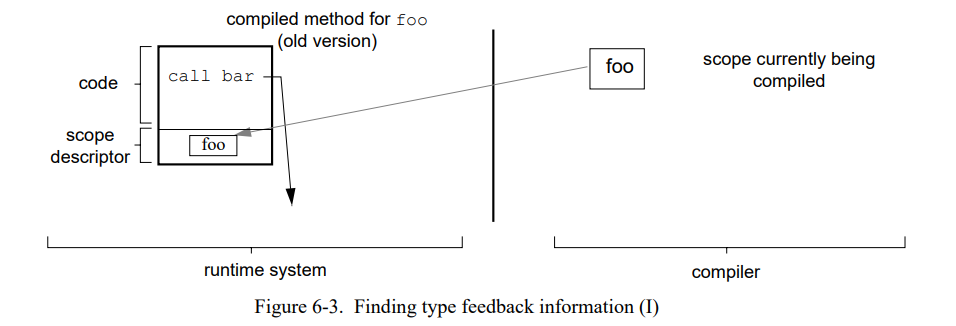 compiled method for foo
(old version)
call bar
code
scope
descriptor
foo
foo
scope currently being
compiled
runtime system
compiler
Figure 6-3. Finding type feedback information (I)